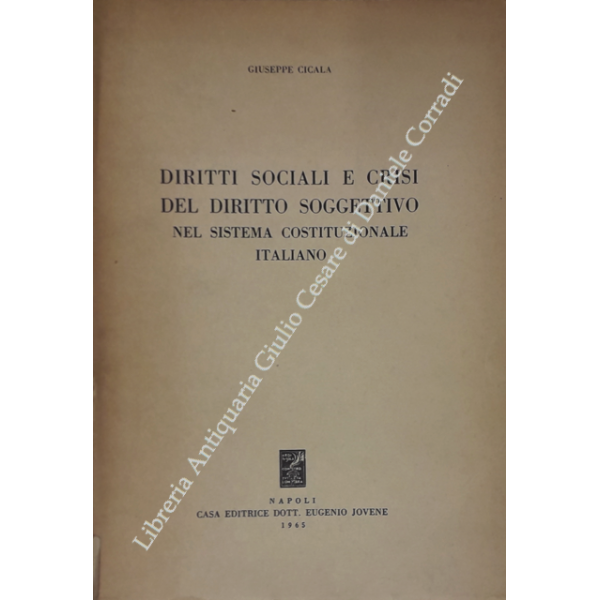 GIUSEPPE CICALA
DIRITTI SOCIALI E CRISI
DEL DIRITTO SOGGETTIVO
NEL SISTEMA COSTITUZIONALE
ITALIANO
Libreria Antiquaria Giulio Cesare di Daniele Corradi
NAPOLI
CASA EDITRICE DOTT. EUGENIO JOVENE
1965